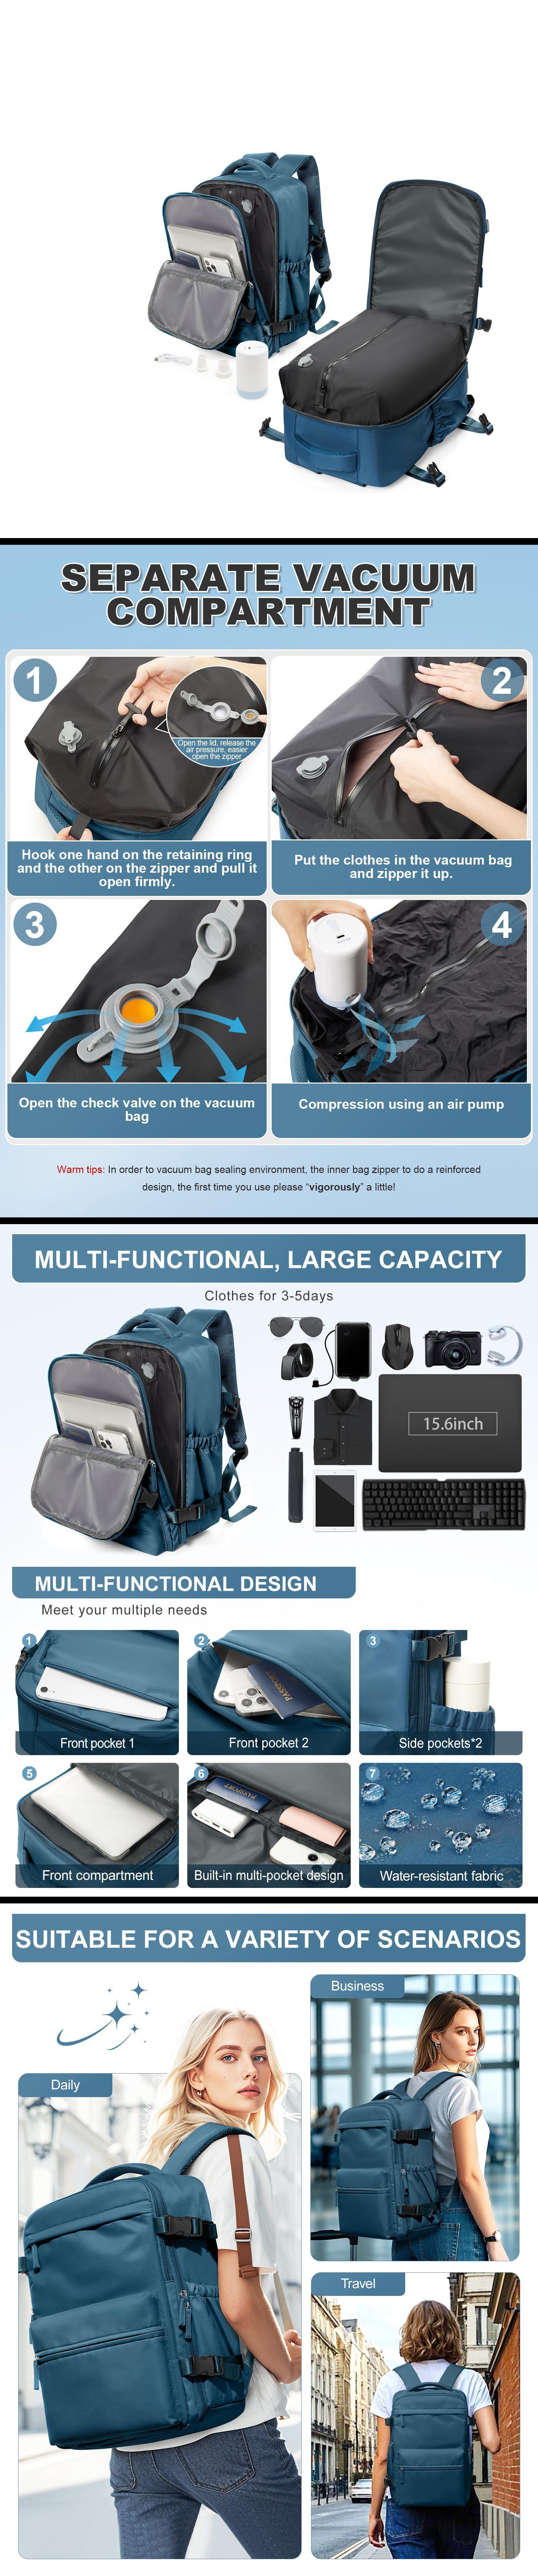 SEPARATE VACUUM
COMPARTMENT
1
Open the lid, release the
air pressure, easier
open the zipper
2
Hook one hand on the retaining ring
and the other on the zipper and pull it
open firmly.
Put the clothes in the vacuum bag
and zipper it up.
3
4
Open the check valve on the vacuum
bag
Compression using an air pump
Warm tips: In order to vacuum bag sealing environment, the inner bag zipper to do a reinforced
design, the first time you use please “vigorously” a little!
MULTI-FUNCTIONAL, LARGE CAPACITY
Clothes for 3-5days
15.6inch
MULTI-FUNCTIONAL DESIGN
Meet your multiple needs
1
Front pocket 1
2
PASSPORT
Front pocket 2
3
Side pockets*2
5
Front compartment
6
PASSPORT
Built-in multi-pocket design
7
Water-resistant fabric
SUITABLE FOR A VARIETY OF SCENARIOS
Business
Daily
Travel